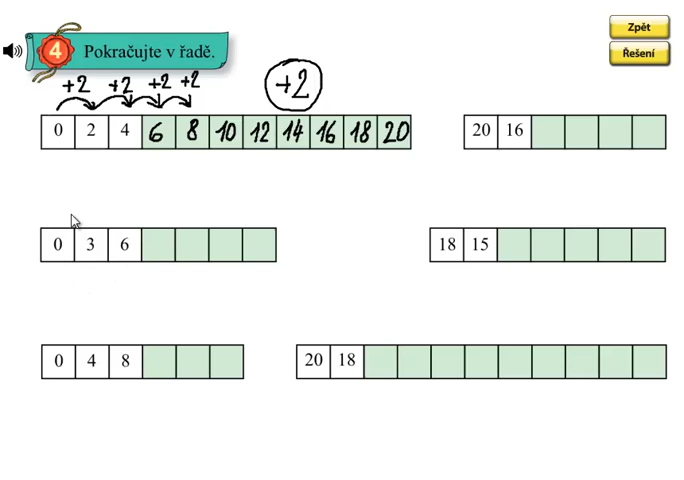 Zpět
4 Pokračujte v řadě.
Řešení
+2 +2 +2 +2 +2
0 2 4 6 8 10 12 14 16 18 20
20 16
0 3 6
18 15
0 4 8
20 18